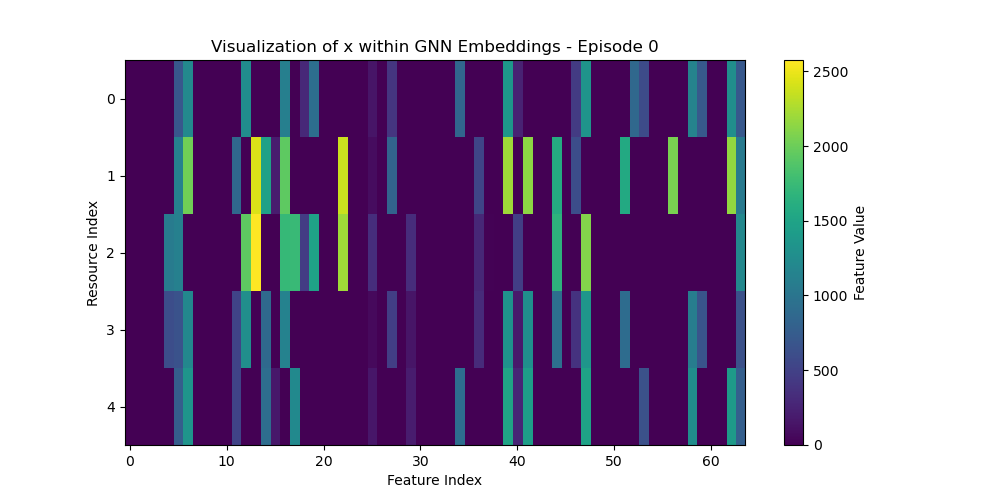 Visualization of x within GNN Embeddings - Episode 0
0
1
2
3
4
Resource Index
0 10 20 30 40 50 60
Feature Index
2500
2000
1500
1000
500
0
Feature Value